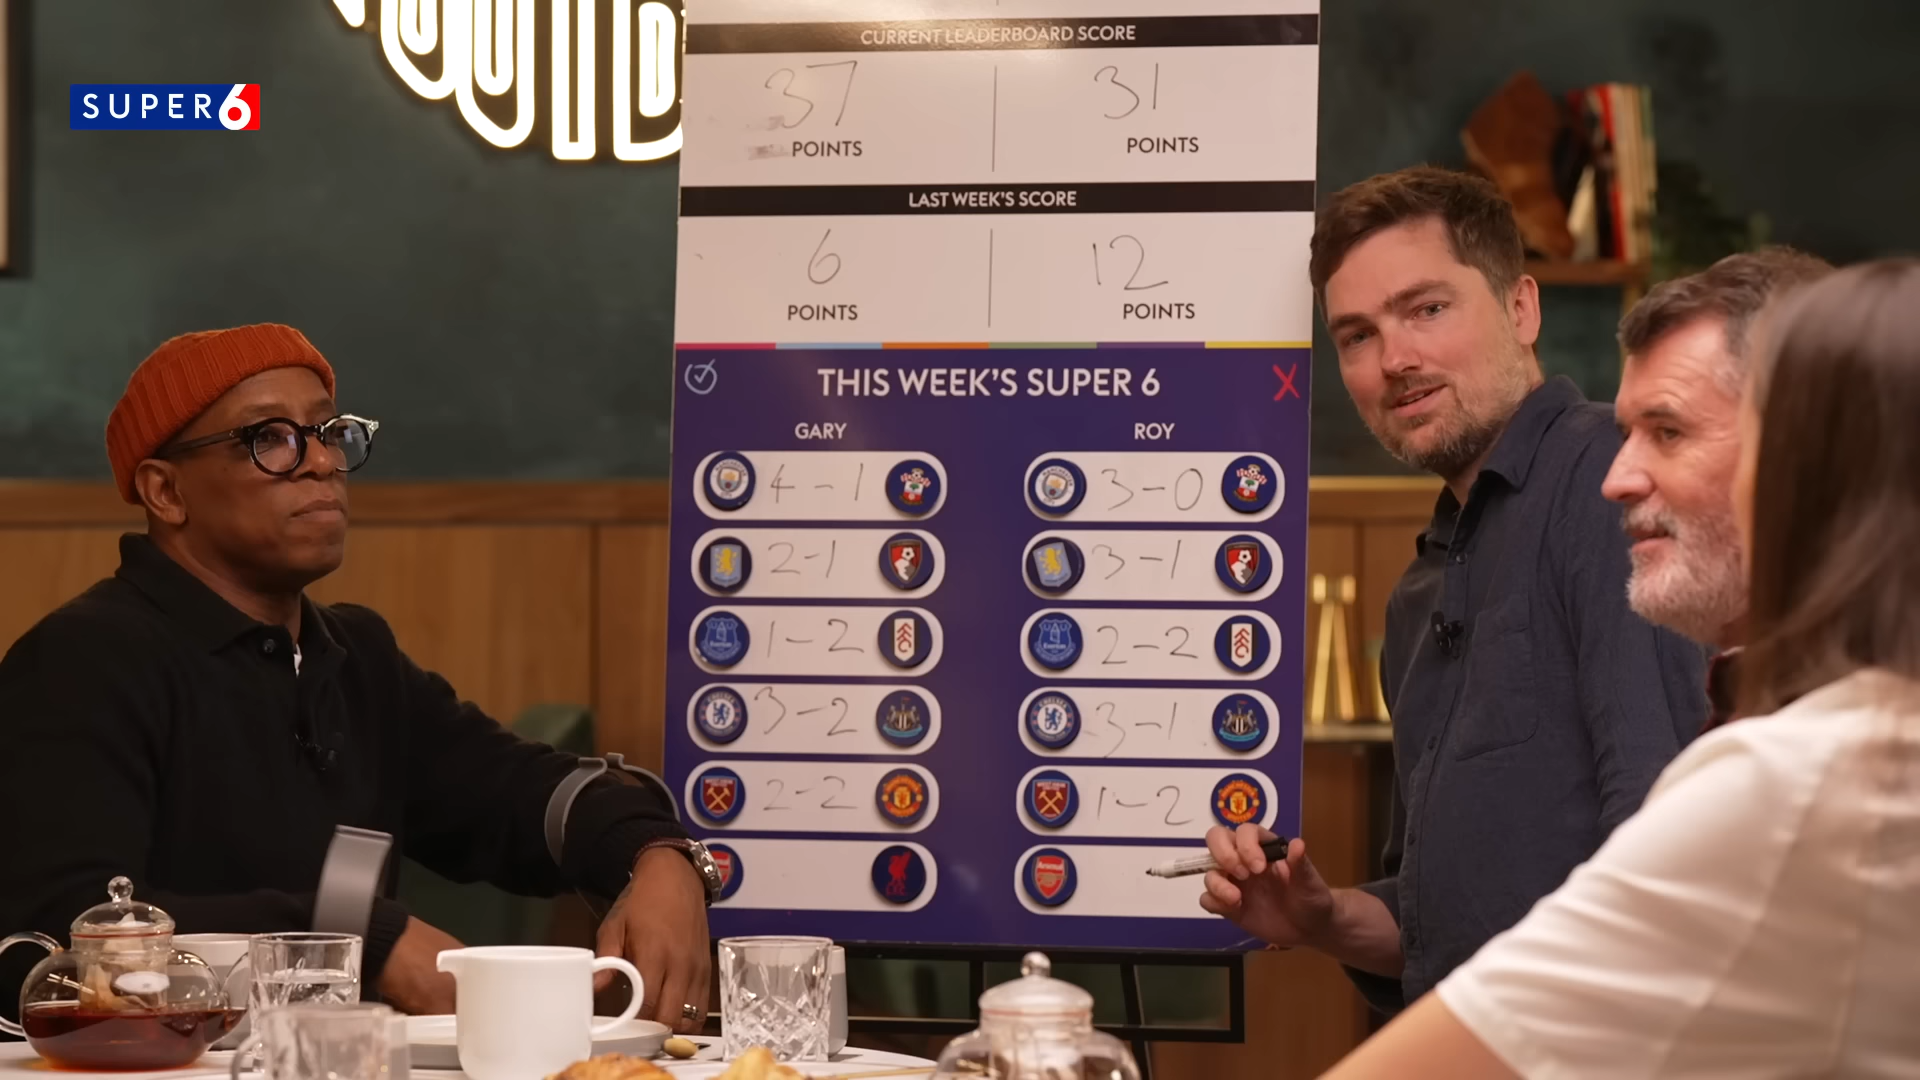 SUPER6
CURRENT LEADERBOARD SCORE
37 31
POINTS POINTS
LAST WEEK'S SCORE
6 12
POINTS POINTS
THIS WEEK'S SUPER 6
GARY ROY
4-1 3-0
2-1 3-1
1-2 2-2
3-2 3-1
2-2 1-2
Arsenal